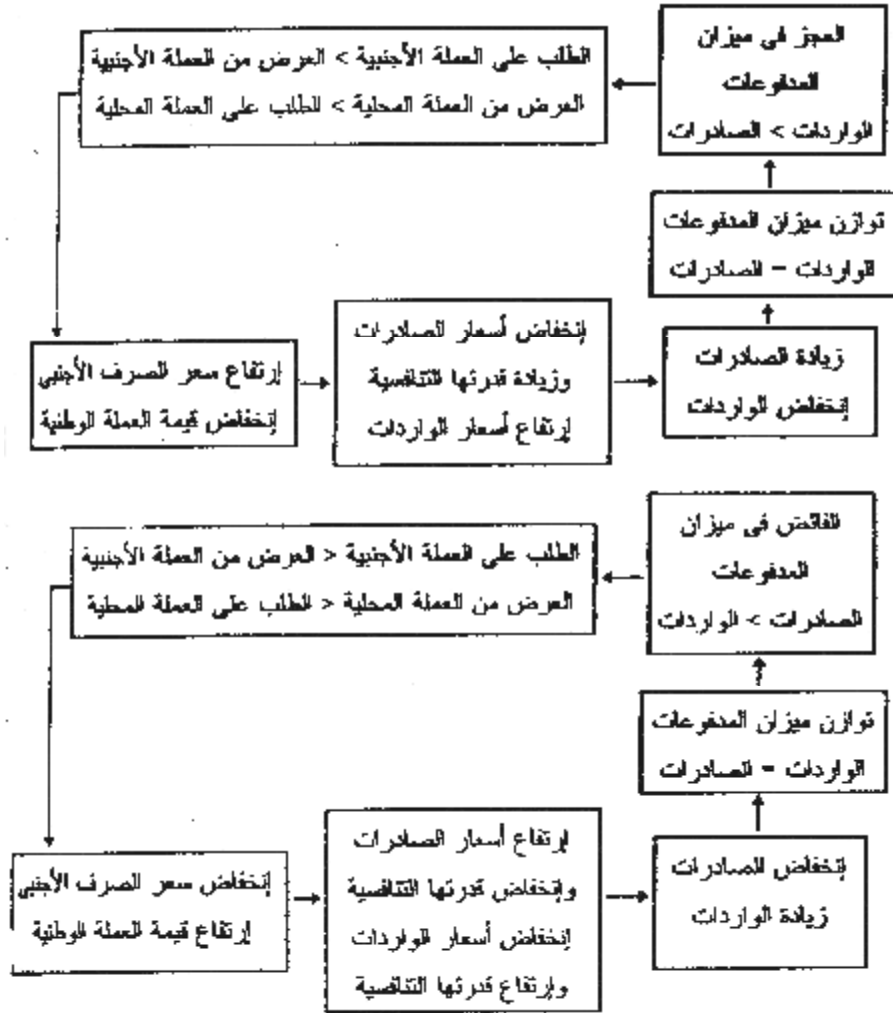 العجز فى ميزان
المدفوعات
الواردات > الصادرات
الطلب على العملة الأجنبية > العرض من العملة الأجنبية
العرض من العملة المحلية > الطلب على العملة المحلية
توازن ميزان المدفوعات
الواردات = الصادرات
إرتفاع سعر الصرف الأجنبى
إنخفاض قيمة العملة الوطنية
إنخفاض أسعار الصادرات
وزيادة قدرتها التنافسية
إرتفاع أسعار الواردات
زيادة الصادرات
إنخفاض الواردات
الفائض فى ميزان
المدفوعات
الصادرات > الواردات
الطلب على العملة الأجنبية < العرض من العملة الأجنبية
العرض من العملة المحلية < الطلب على العملة المحلية
توازن ميزان المدفوعات
الواردات = الصادرات
إنخفاض سعر الصرف الأجنبى
إرتفاع قيمة العملة الوطنية
إرتفاع أسعار الصادرات
وإنخفاض قدرتها التنافسية
إنخفاض أسعار الواردات
وإرتفاع قدرتها التنافسية
إنخفاض الصادرات
زيادة الواردات